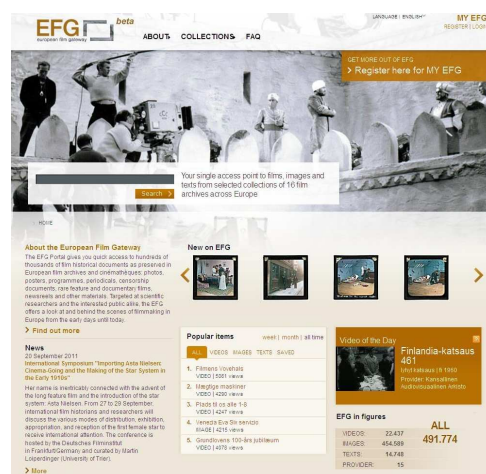 EFG
beta
european film gateway
ABOUT
COLLECTIONS
FAQ
LANGUAGE | ENGLISH
MY EFG
REGISTER | LOGIN
GET MORE OUT OF EFG
> Register here for MY EFG
Search >
Your single access point to films, images and
texts from selected collections of 16 film
archives across Europe
HOME
About the European Film Gateway
The EFG Portal gives you quick access to hundreds of
thousands of film historical documents as preserved in
European film archives and cinémathèques: photos,
posters, programmes, periodicals, censorship
documents, rare feature and documentary films,
newsreels and other materials. Targeted at scientific
researchers and the interested public alike, the EFG
offers a look at and behind the scenes of filmmaking in
Europe from the early days until today.
> Find out more
News
20 September 2011
International Symposium "Importing Asta Nielsen:
Cinema-Going and the Making of the Star System in
the Early 1910s"
Her name is inextricably connected with the advent of
the long feature film and the introduction of the star
system: Asta Nielsen. From 27 to 29 September,
international film historians and researchers will
discuss the various modes of distribution, exhibition,
appropriation, and reception of the first female star to
receive international attention. The conference is
hosted by the Deutsches Filminstitut
in Frankfurt/Germany and curated by Martin
Loiperdinger (University of Trier).
> More
New on EFG
Popular items
week | month | all time
ALL VIDEOS IMAGES TEXTS SAVED
1. Filmens Vovehals
VIDEO | 5081 views
2. Mægtige maskiner
VIDEO | 4290 views
3. Plads til os alle 1-8
VIDEO | 4247 views
4. Venezia Eva Sk servizio
IMAGE | 4215 views
5. Grundlovens 100-års jubilæum
VIDEO | 4078 views
Video of the Day
Finlandia-katsaus
461
lyhyt katsaus | 5 1960
Provider: Kansallinen
Audiovisuaalinen Arkisto
EFG in figures
VIDEOS: 22.437
IMAGES: 454.589
TEXTS: 14.748
PROVIDER: 15
ALL
491.774